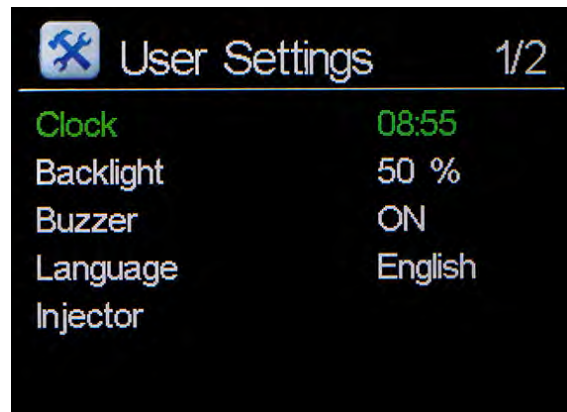 User Settings 1/2
Clock 08:55
Backlight 50 %
Buzzer ON
Language English
Injector